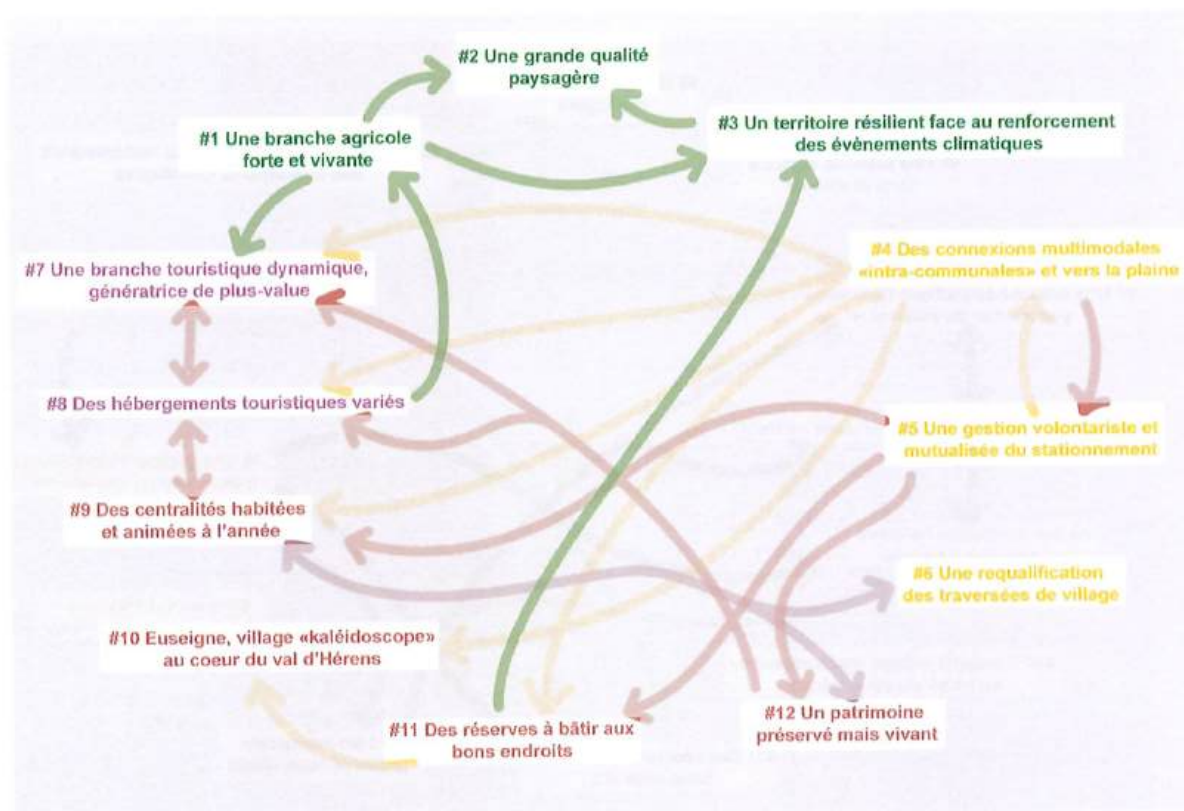 #2 Une grande qualité
paysagère
#1 Une branche agricole
forte et vivante
#3 Un territoire résilient face au renforcement
des évènements climatiques
#4 Des connexions multimodales
«intra-communales» et vers la plaine
#7 Une branche touristique dynamique,
génératrice de plus-value
#8 Des hébergements touristiques variés
#5 Une gestion volontariste et
mutualisée du stationnement
#9 Des centralités habitées
et animées à l'année
#6 Une requalification
des traversées de village
#10 Euseigne, village «kaléidoscope»
au coeur du val d'Hérens
#11 Des réserves à bâtir aux
bons endroits
#12 Un patrimoine
préservé mais vivant